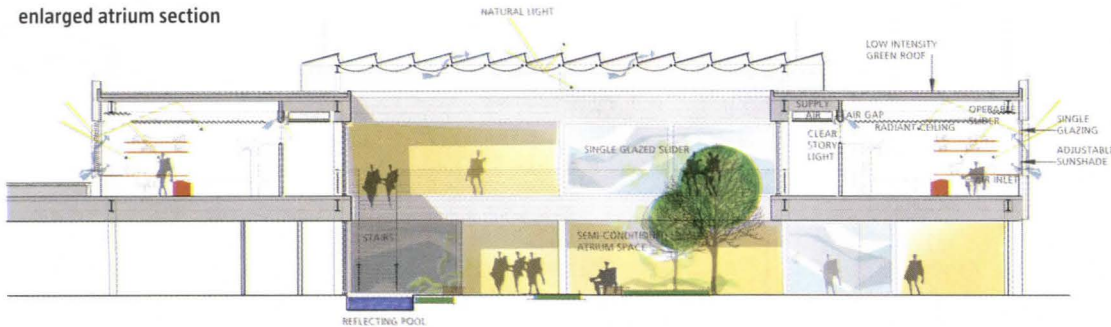 enlarged atrium section
NATURAL LIGHT
LOW INTENSITY
GREEN ROOF
SUPPLY
AIR
AIR GAP
RADIANT CEILING
OPERABLE
SLIDER
SINGLE
GLAZING
CLEAR
STORY
LIGHT
SINGLE GLAZED SLIDER
ADJUSTABLE
SUNSHADE
AIR INLET
STAIRS
SEMI-CONDITIONED
ATRIUM SPACE
REFLECTING POOL